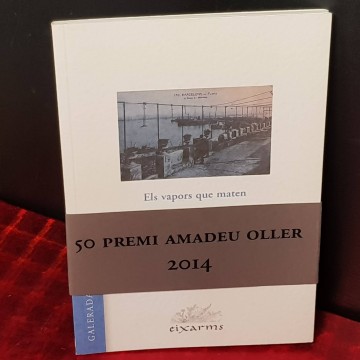 Els vapors que maten
50 PREMI AMADEU OLLER
2014
GALERADA
eixarms